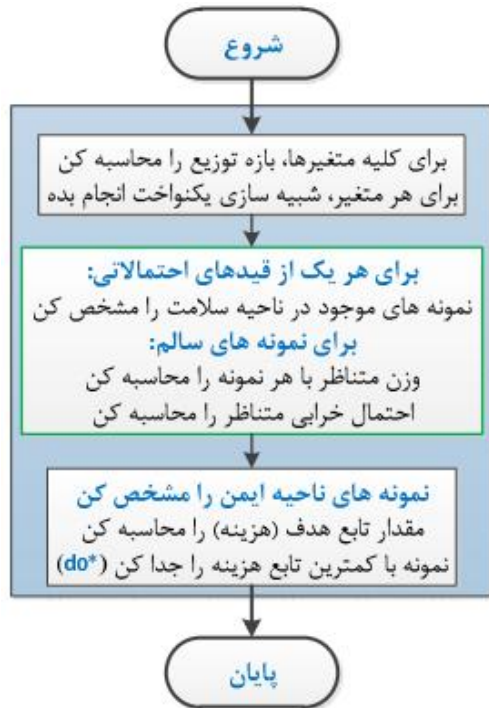 شروع
برای کلیه متغیرها، بازه توزیع را محاسبه کن
برای هر متغیر، شبیه سازی یکنواخت انجام بده
برای هر یک از قیدهای احتمالاتی:
نمونه های موجود در ناحیه سلامت را مشخص کن
برای نمونه های سالم:
وزن متناظر با هر نمونه را محاسبه کن
احتمال خرابی متناظر را محاسبه کن
نمونه های ناحیه ایمن را مشخص کن
مقدار تابع هدف (هزینه) را محاسبه کن
نمونه با کمترین تابع هزینه را جدا کن (do*)
پایان